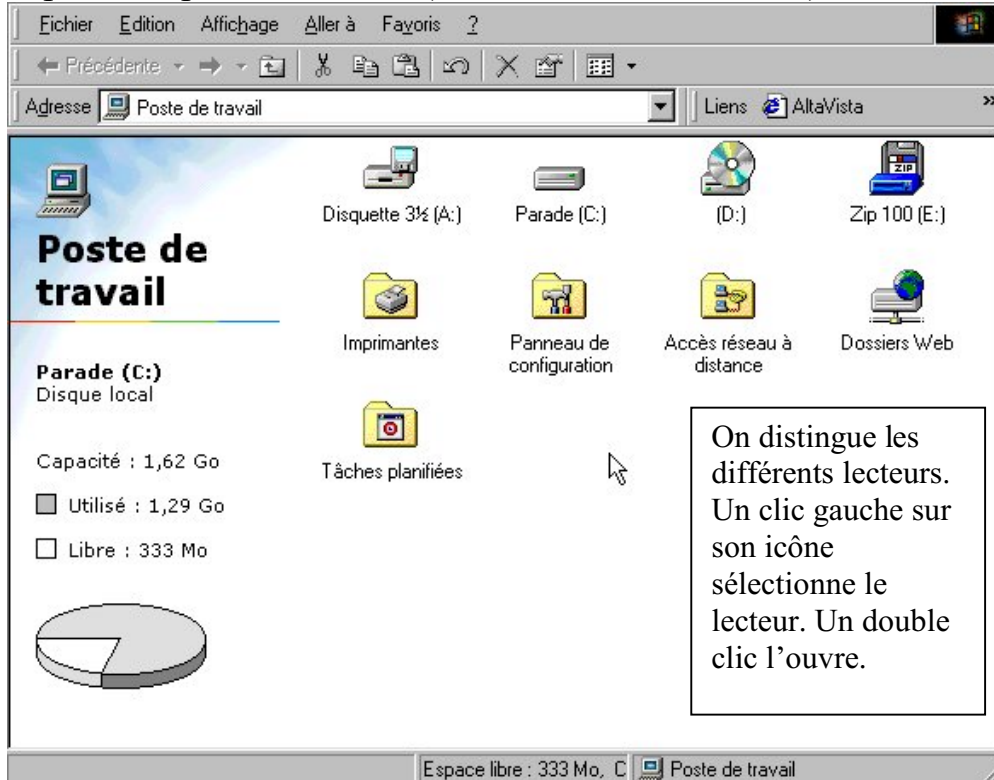 Fichier Edition Affichage Aller à Favoris ?
Précédente
Adresse Poste de travail Liens AltaVista »
Disquette 3½ (A:) Parade (C:) (D:) Zip 100 (E:)
ZIP
Poste de
travail
Imprimantes Panneau de
configuration Accès réseau à
distance Dossiers Web
Parade (C:)
Disque local
Capacité : 1,62 Go
Utilisé : 1,29 Go
Libre : 333 Mo
Tâches planifiées
On distingue les
différents lecteurs.
Un clic gauche sur
son icône
sélectionne le
lecteur. Un double
clic l’ouvre.
Espace libre : 333 Mo, C Poste de travail